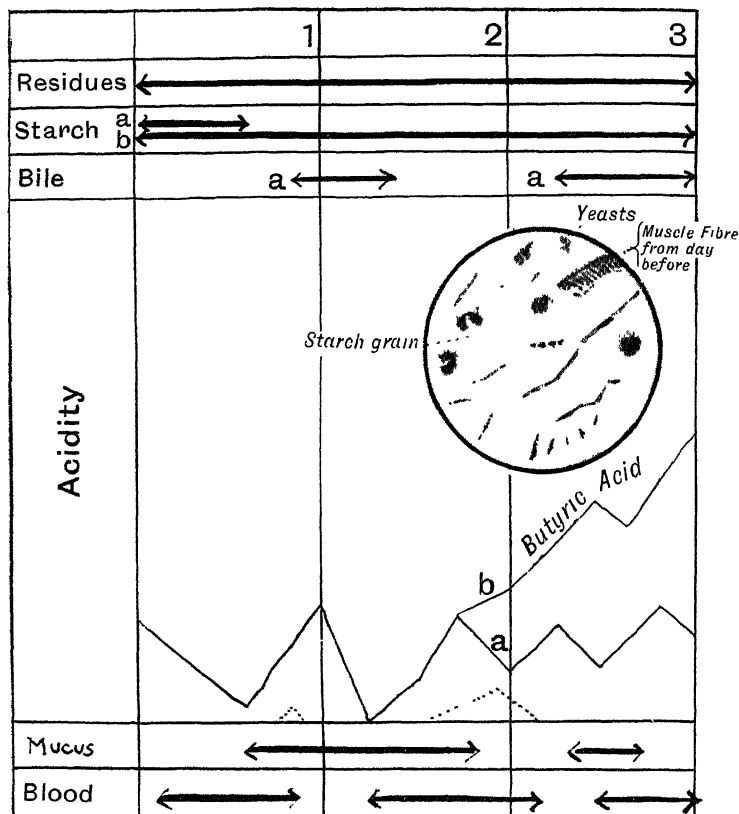 1 2 3
Residues
Starch a
b
Bile a a
Yeasts
Muscle Fibre
from day
before
Starch grain
Acidity
Butyric Acid
b
a
Mucus
Blood